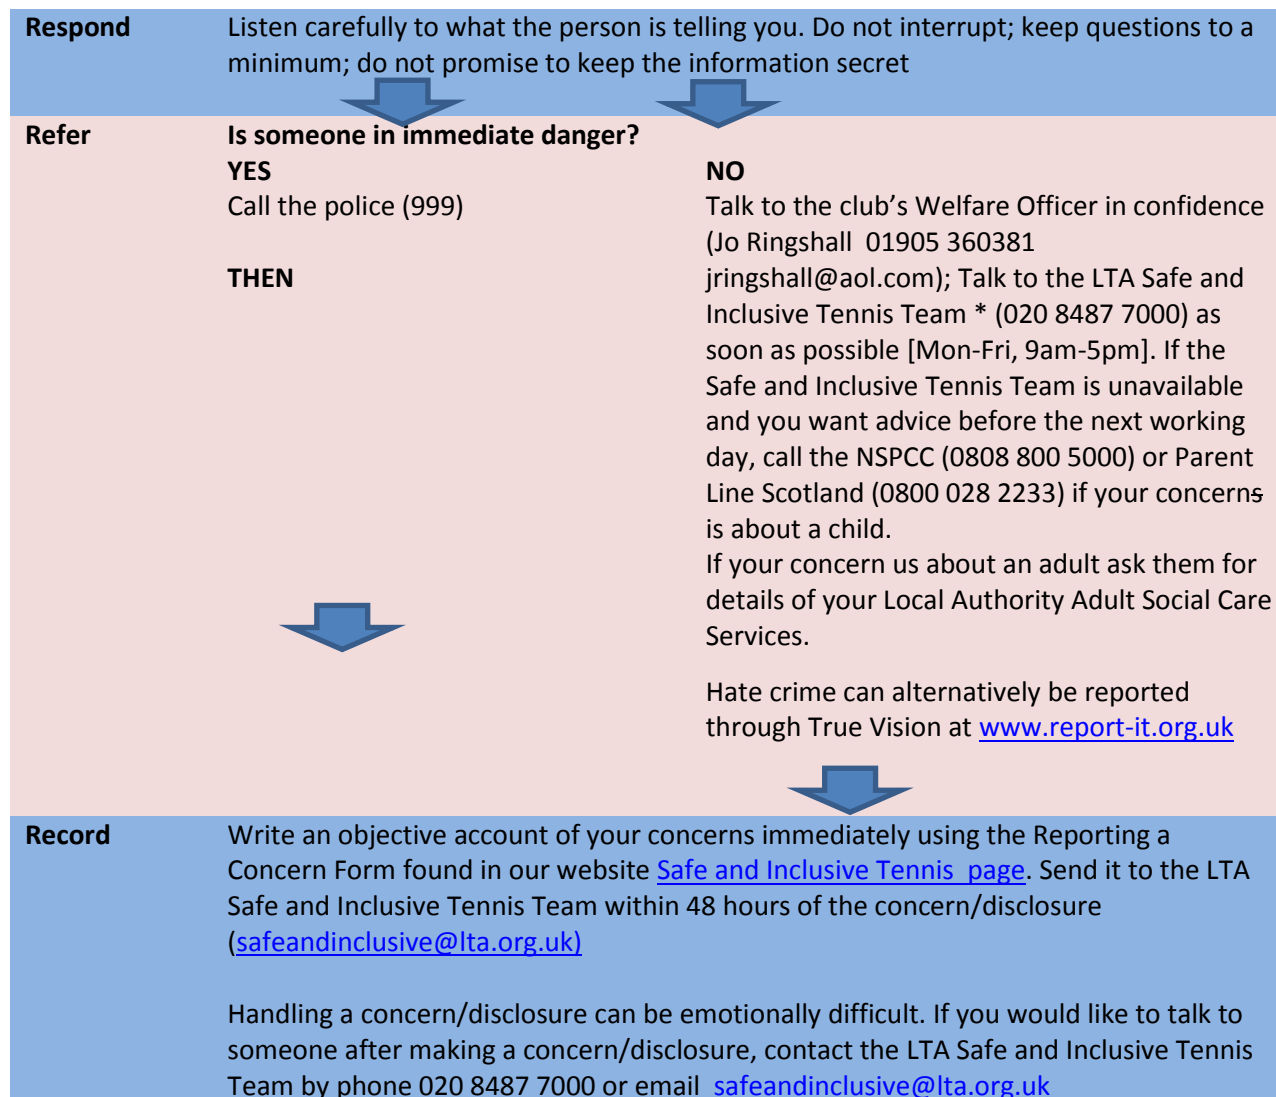 Respond Listen carefully to what the person is telling you. Do not interrupt; keep questions to a
minimum; do not promise to keep the information secret
Refer Is someone in immediate danger?
YES
Call the police (999)
THEN
NO
Talk to the club's Welfare Officer in confidence
(Jo Ringshall 01905 360381
jringshall@aol.com); Talk to the LTA Safe and
Inclusive Tennis Team * (020 8487 7000) as
soon as possible [Mon-Fri, 9am-5pm]. If the
Safe and Inclusive Tennis Team is unavailable
and you want advice before the next working
day, call the NSPCC (0808 800 5000) or Parent
Line Scotland (0800 028 2233) if your concerns
is about a child.
If your concern us about an adult ask them for
details of your Local Authority Adult Social Care
Services.
Hate crime can alternatively be reported
through True Vision at www.report-it.org.uk
Record Write an objective account of your concerns immediately using the Reporting a
Concern Form found in our website Safe and Inclusive Tennis page. Send it to the LTA
Safe and Inclusive Tennis Team within 48 hours of the concern/disclosure
(safeandinclusive@lta.org.uk)
Handling a concern/disclosure can be emotionally difficult. If you would like to talk to
someone after making a concern/disclosure, contact the LTA Safe and Inclusive Tennis
Team by phone 020 8487 7000 or email safeandinclusive@lta.org.uk